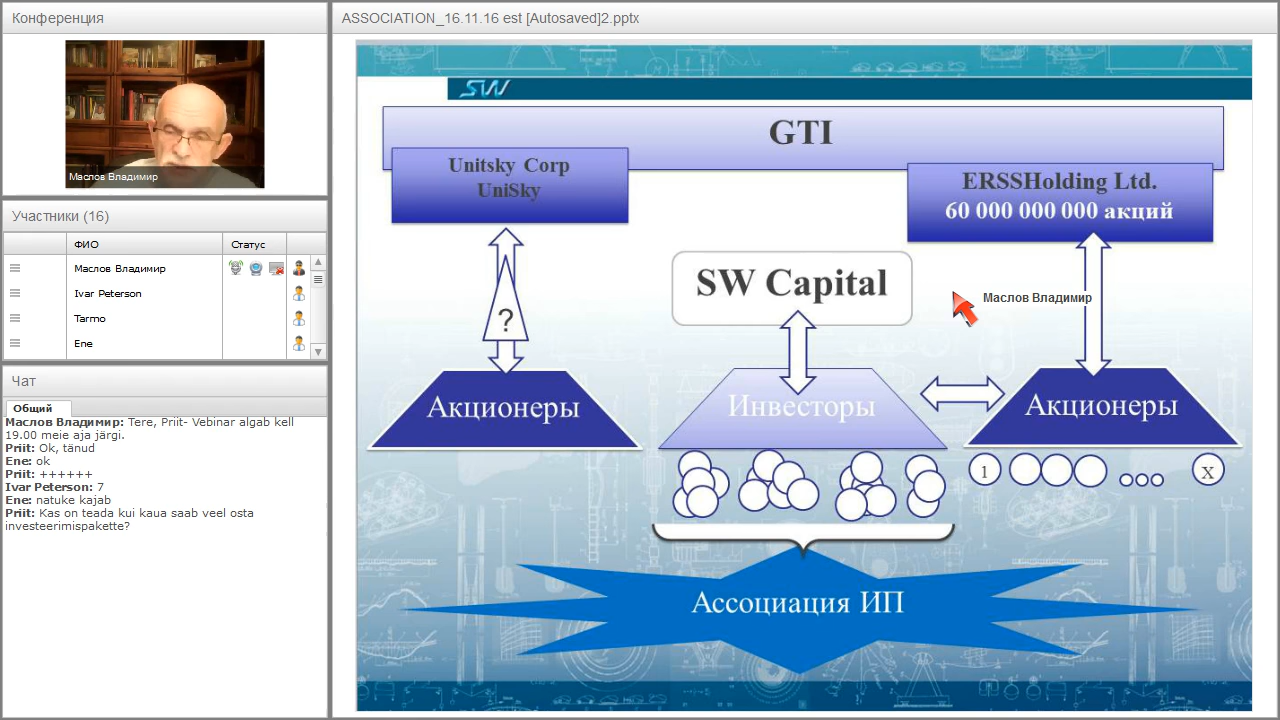 Конференция
Маслов Владимир
Участники (16)
ФИО
Статус
Маслов Владимир
Ivar Peterson
Tarmo
Ene
Чат
Общий
Маслов Владимир: Tere, Priit- Vebinar algab kell
19.00 meie aja järgi.
Priit: Ok, tänud
Ene: ok
Priit: +++++++
Ivar Peterson: 7
Ene: natuke kajab
Priit: Kas on teada kui kaua saab veel osta
investeerimispakette?
ASSOCIATION_16.11.16 est [Autosaved]2.pptx
SW
GTI
Unitsky Corp
UniSky
ERSSHolding Ltd.
60 000 000 000 акций
SW Capital
Маслов Владимир
?
Акционеры
Инвесторы
Акционеры
1
X
Ассоциация ИП